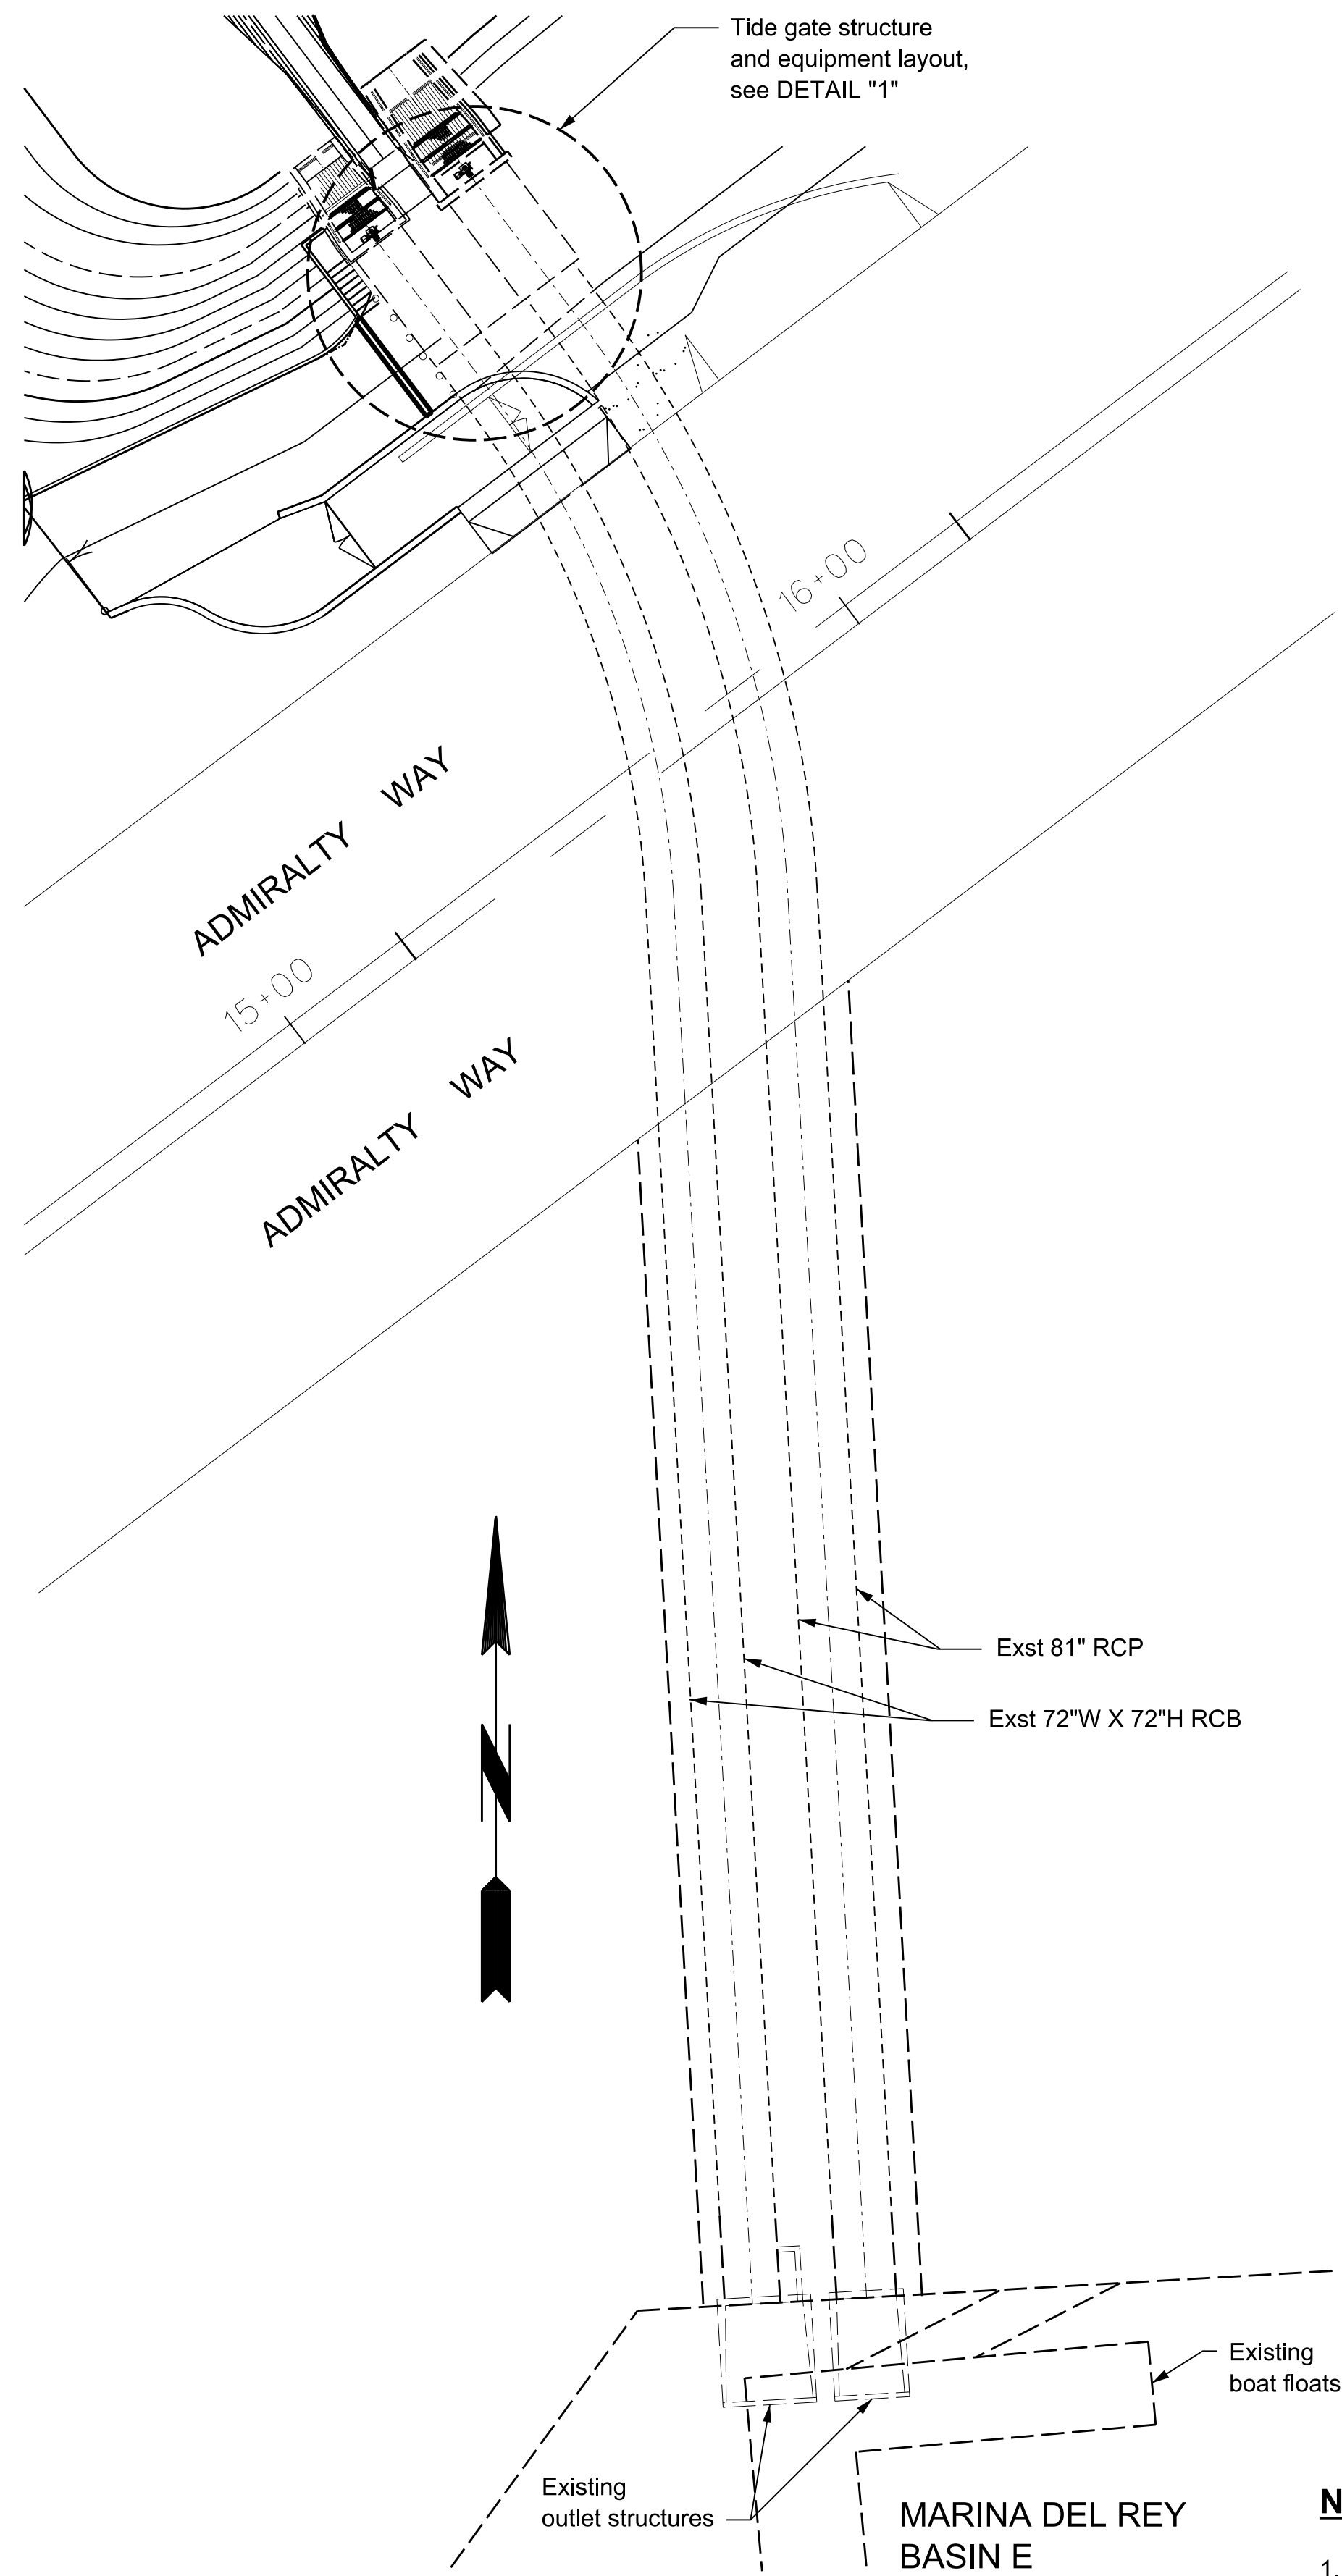 Tide gate structure
and equipment layout,
see DETAIL "1"
16+00
ADMIRALTY WAY
15+00
ADMIRALTY WAY
Exst 81" RCP
Exst 72"W X 72"H RCB
N
Existing
boat floats
Existing
outlet structures
MARINA DEL REY
BASIN E
N
1.